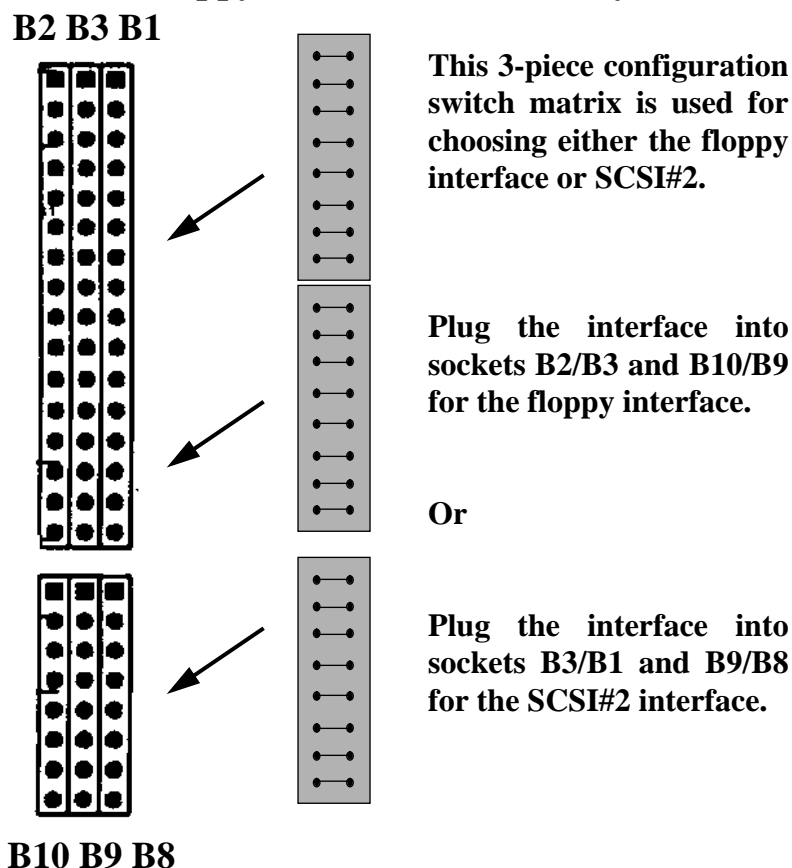 B2 B3 B1
This 3-piece configuration
switch matrix is used for
choosing either the floppy
interface or SCSI#2.
Plug the interface into
sockets B2/B3 and B10/B9
for the floppy interface.
Or
Plug the interface into
sockets B3/B1 and B9/B8
for the SCSI#2 interface.
B10 B9 B8